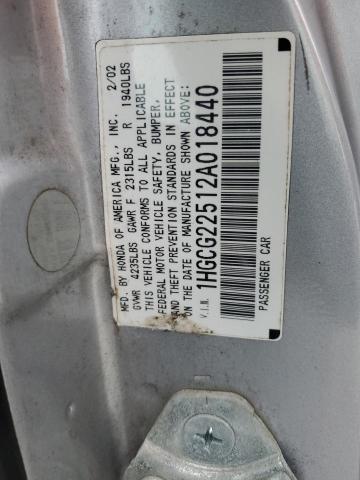 MFD. BY HONDA OF AMERICA MFG., INC. 2/02
GVWR 4235LBS GAWR F 2315LBS R 1940LBS
THIS VEHICLE CONFORMS TO ALL APPLICABLE
FEDERAL MOTOR VEHICLE SAFETY, BUMPER,
AND THEFT PREVENTION STANDARDS IN EFFECT
ON THE DATE OF MANUFACTURE SHOWN ABOVE:
V.I.N. 1HGCG22512A018440
PASSENGER CAR